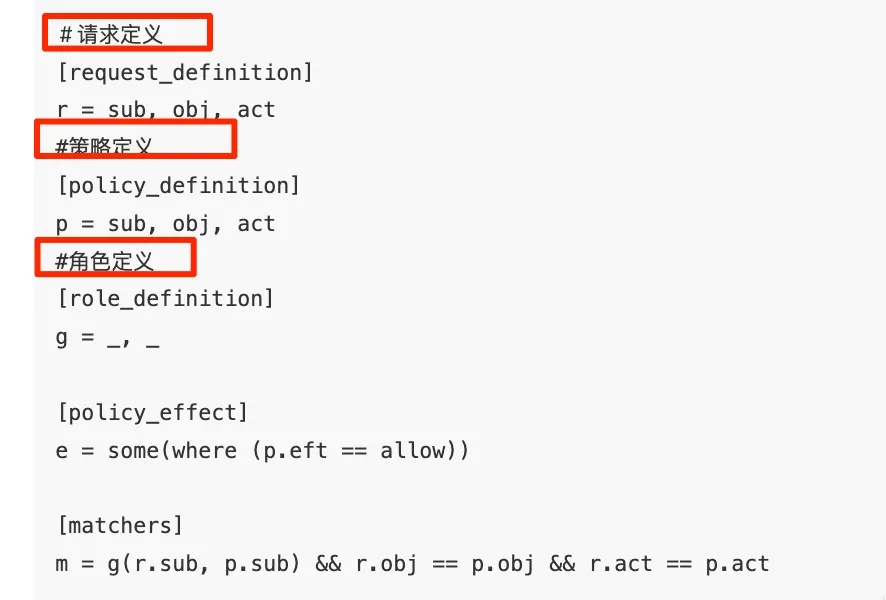 # 请求定义
[request_definition]
r = sub, obj, act
#策略定义
[policy_definition]
p = sub, obj, act
#角色定义
[role_definition]
g = _, _
[policy_effect]
e = some(where (p.eft == allow))
[matchers]
m = g(r.sub, p.sub) && r.obj == p.obj && r.act == p.act